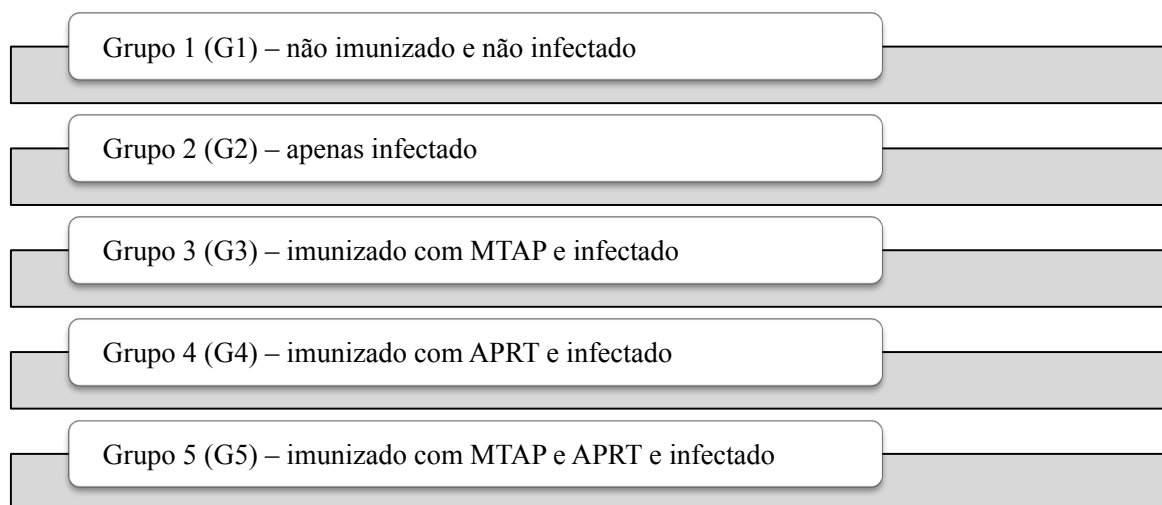 Grupo 1 (G1) – não imunizado e não infectado
Grupo 2 (G2) – apenas infectado
Grupo 3 (G3) – imunizado com MTAP e infectado
Grupo 4 (G4) – imunizado com APRT e infectado
Grupo 5 (G5) – imunizado com MTAP e APRT e infectado